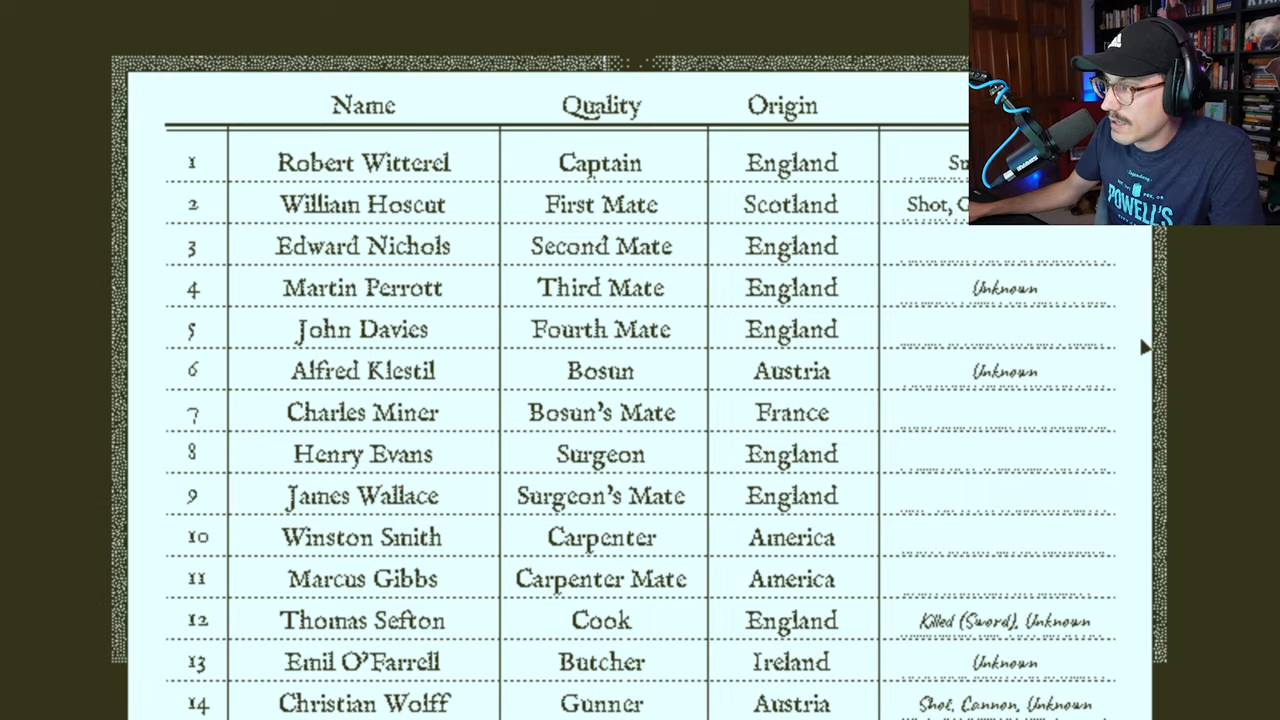 Name Quality Origin
1 Robert Witterel Captain England Su
2 William Hoscut First Mate Scotland Shot, C
3 Edward Nichols Second Mate England
4 Martin Perrott Third Mate England Unknown
5 John Davies Fourth Mate England
6 Alfred Klestil Bosun Austria Unknown
7 Charles Miner Bosun's Mate France
8 Henry Evans Surgeon England
9 James Wallace Surgeon's Mate England
10 Winston Smith Carpenter America
11 Marcus Gibbs Carpenter Mate America
12 Thomas Sefton Cook England Killed (Sword), Unknown
13 Emil O'Farrell Butcher Ireland Unknown
14 Christian Wolff Gunner Austria Shot, Cannon, Unknown
POWELL'S